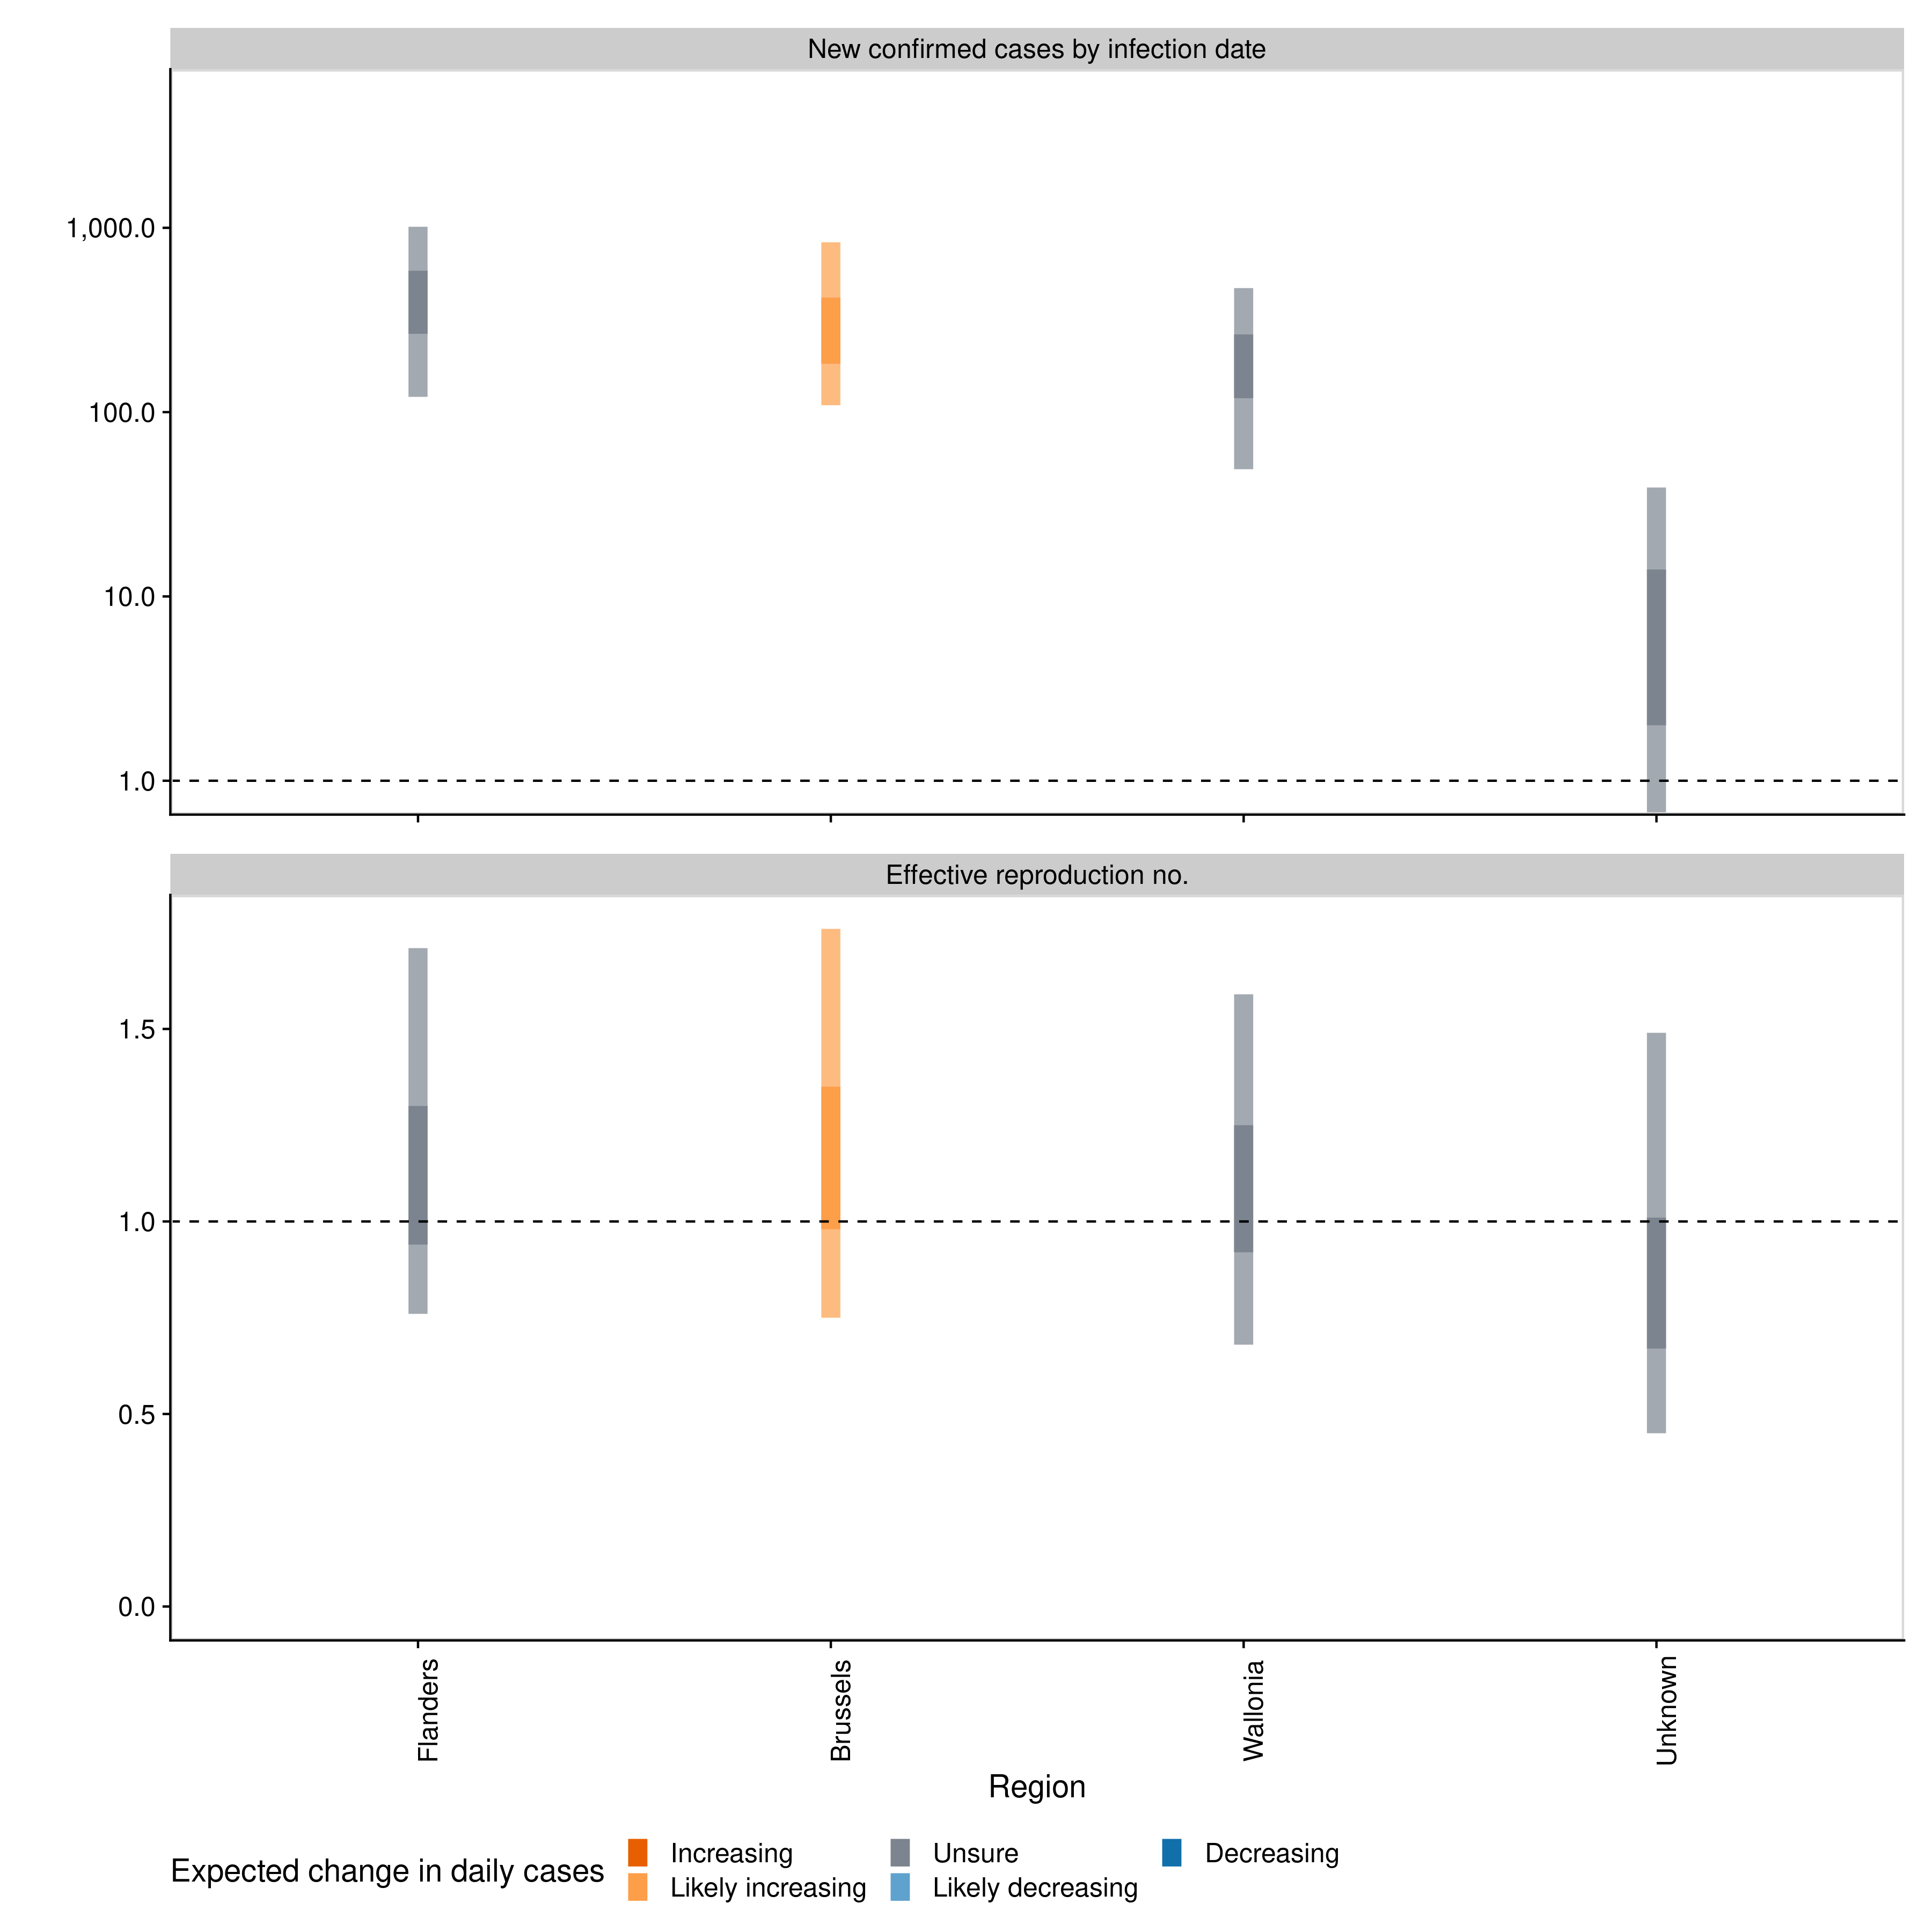 New confirmed cases by infection date
1,000.0
100.0
10.0
1.0
Effective reproduction no.
1.5
1.0
0.5
0.0
Flanders
Brussels
Wallonia
Unknown
Region
Expected change in daily cases
Increasing
Likely increasing
Unsure
Likely decreasing
Decreasing